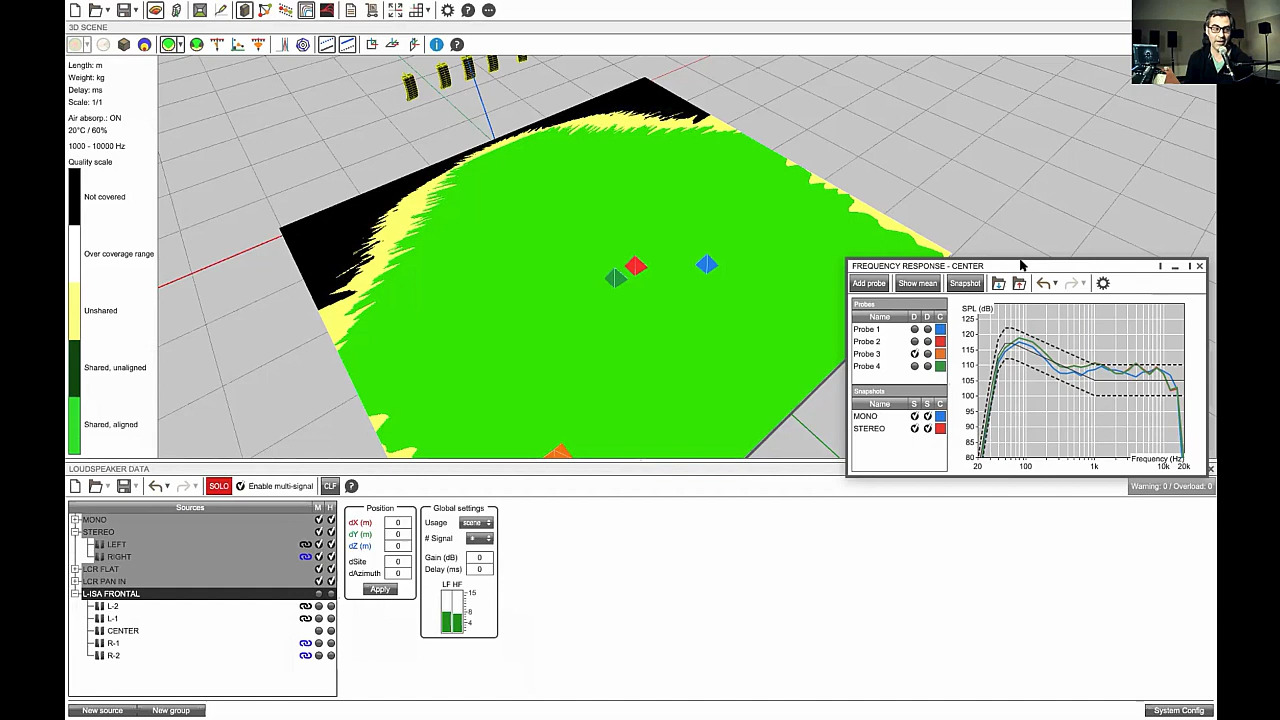 3D SCENE
Length: m
Weight: kg
Delay: ms
Scale: 1/1
Air absorp.: ON
20°C / 60%
1000 - 10000 Hz
Quality scale
Not covered
Over coverage range
Unshared
Shared, unaligned
Shared, aligned
FREQUENCY RESPONSE - CENTER
Add probe Show mean Snapshot
Probes
Name D D C
Probe 1
Probe 2
Probe 3
Probe 4
Snapshots
Name S S C
MONO
STEREO
SPL (dB)
125
120
115
110
105
100
95
90
85
80
Frequency (Hz
20 100 1k 10k 20k
LOUDSPEAKER DATA
SOLO Enable multi-signal CLF
Warning: 0 / Overload: 0
Sources M H
MONO
STEREO
LEFT
RIGHT
LCR FLAT
LCR PAN IN
L-ISA FRONTAL
L-2
L-1
CENTER
R-1
R-2
Position
dX (m) 0
dY (m) 0
dZ (m) 0
dSite 0
dAzimuth 0
Apply
Global settings
Usage scene
# Signal
Gain (dB) 0
Delay (ms) 0
LF HF
15
8
4
New source New group
System Config